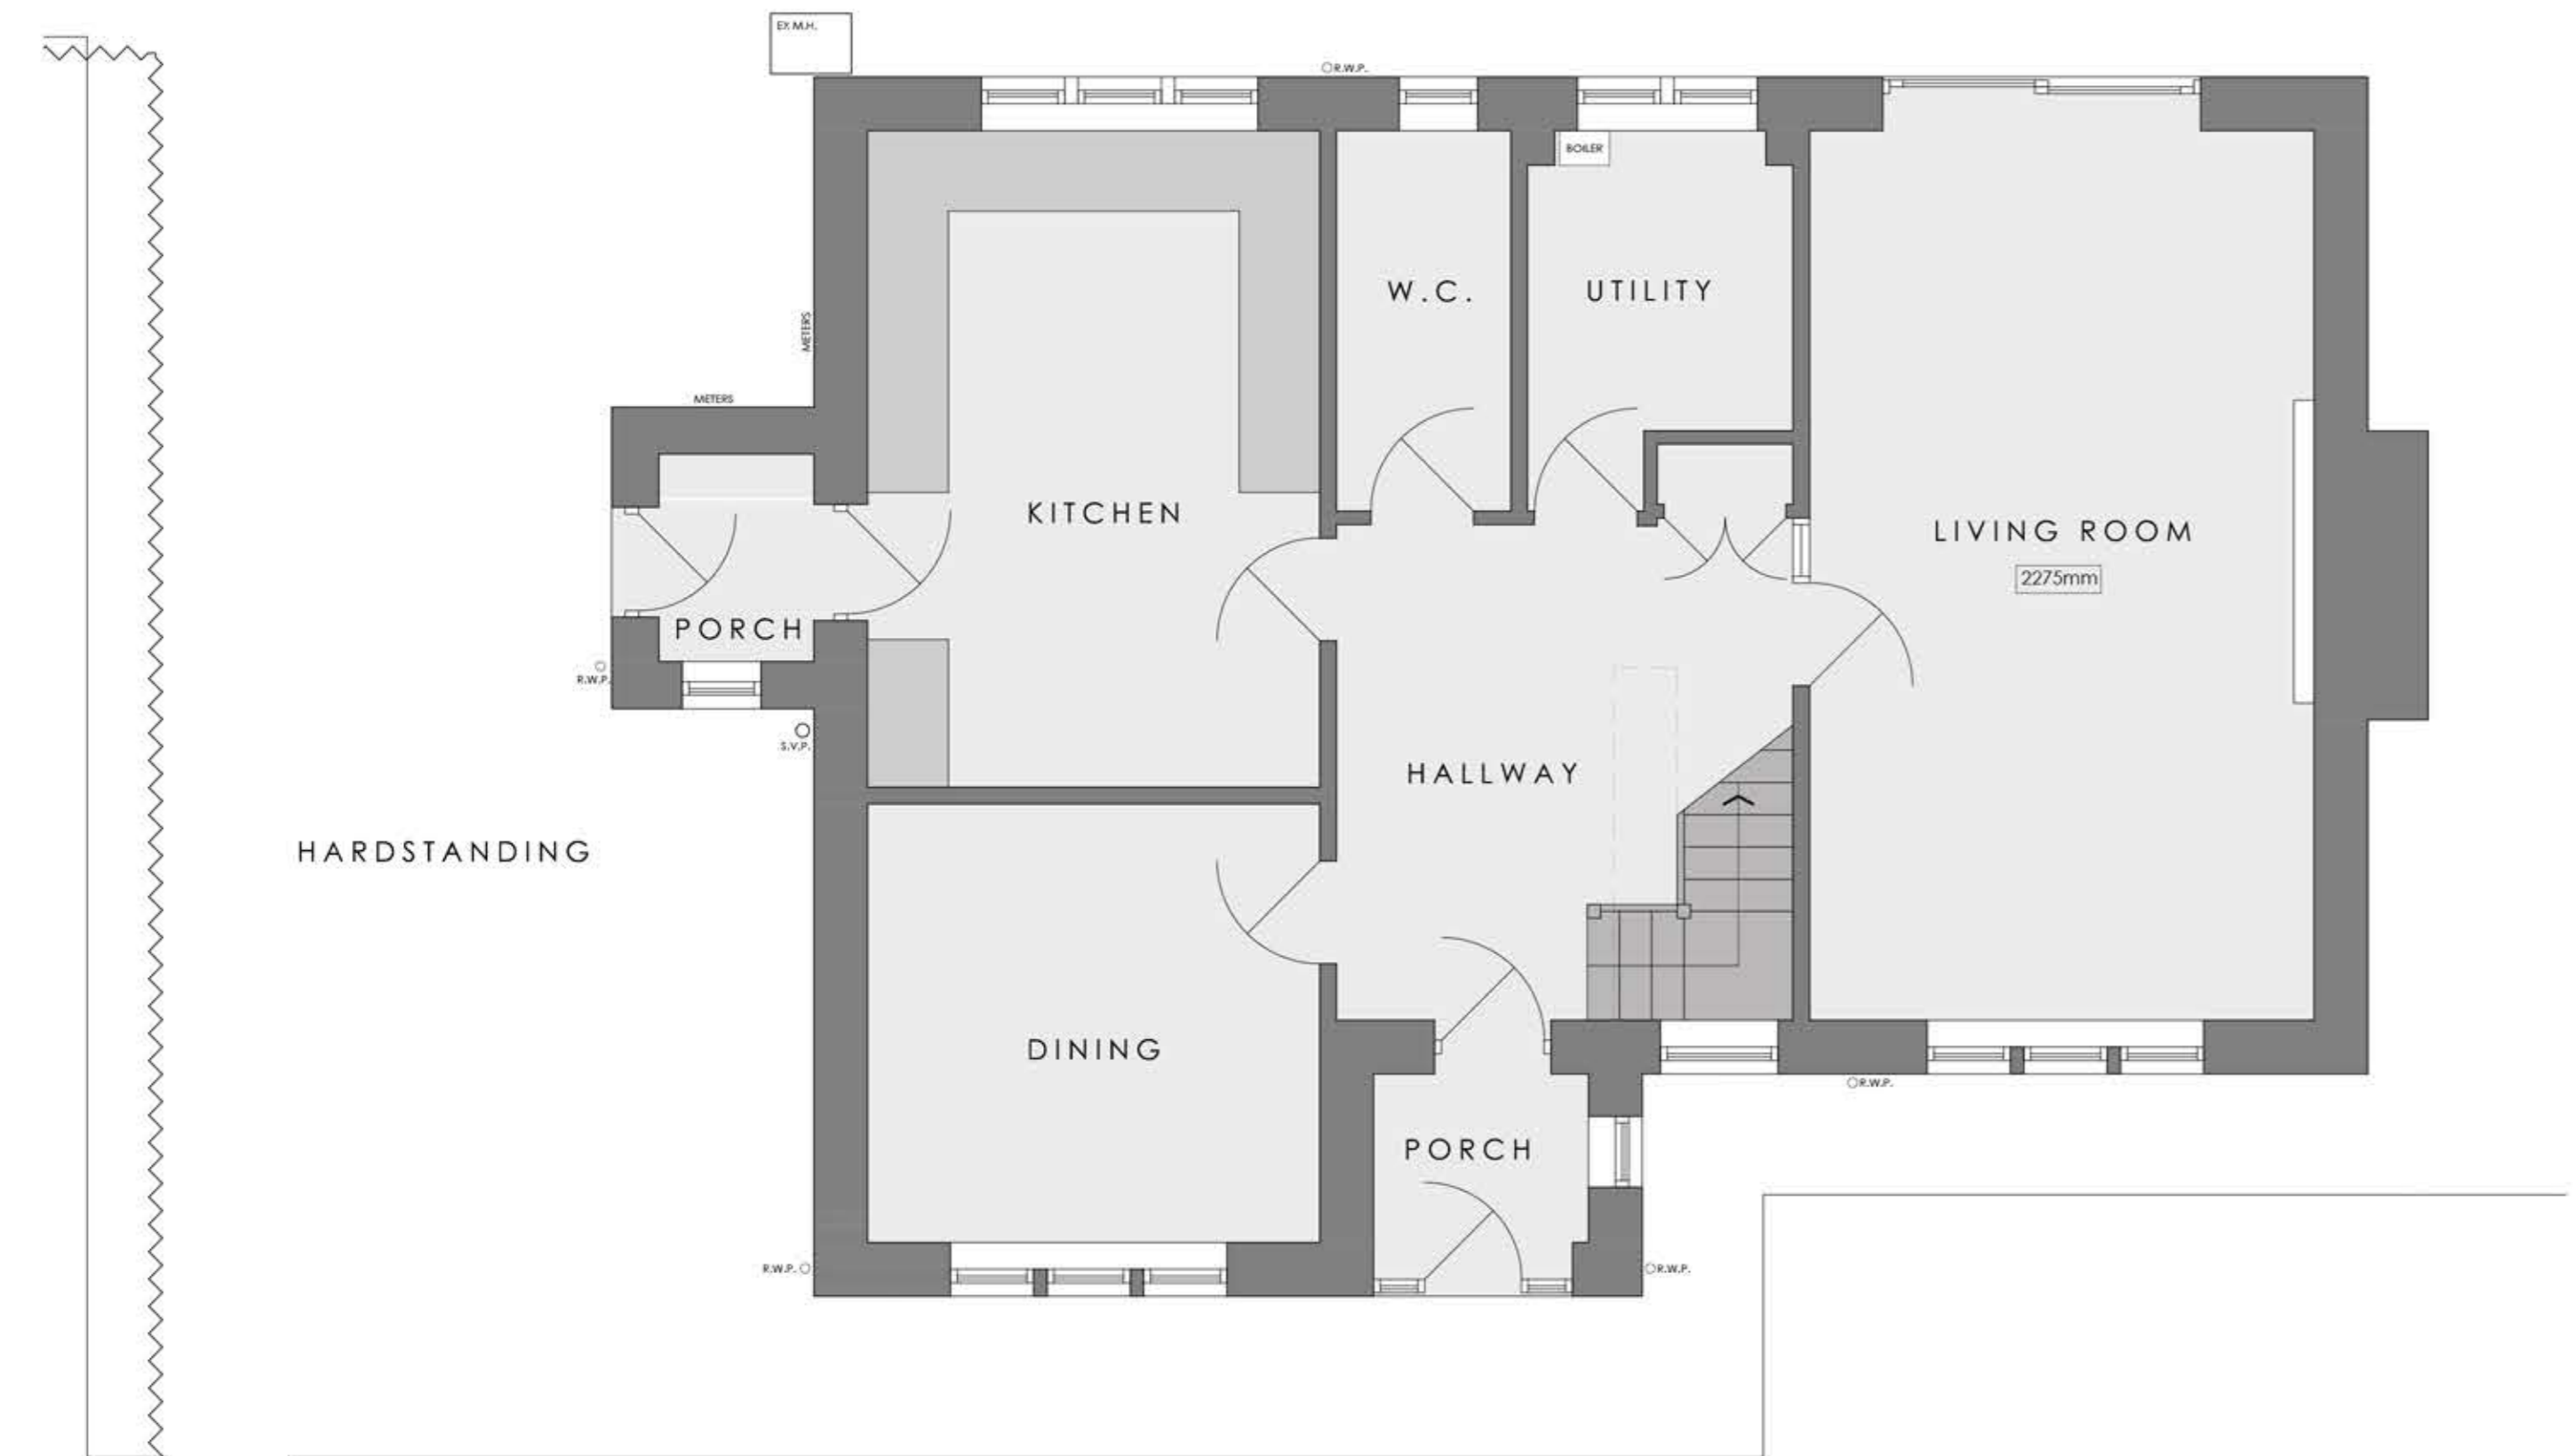 EX M.H.
R.W.P.
BOILER
W.C.
UTILITY
METERS
METERS
KITCHEN
LIVING ROOM
2275mm
PORCH
R.W.P.
S.V.P.
HALLWAY
HARDSTANDING
DINING
R.W.P.
PORCH
R.W.P.
R.W.P.